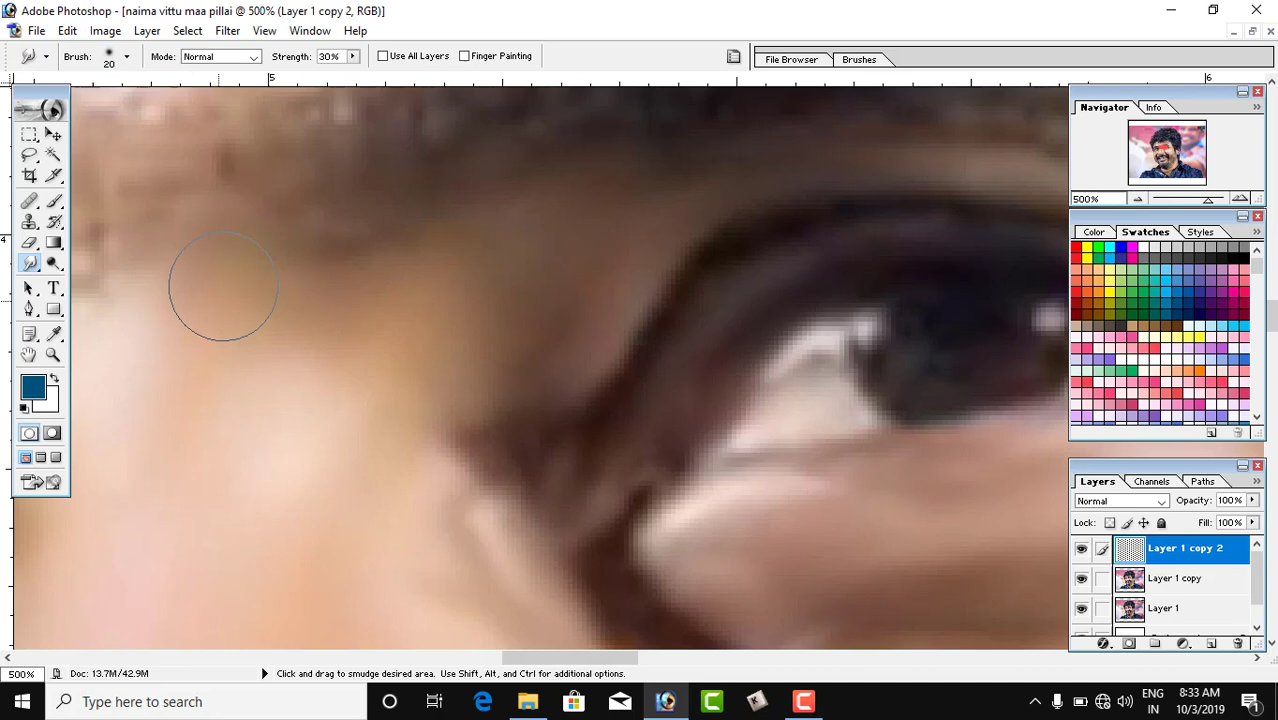 Adobe Photoshop - [naima vittu maa pillai @ 500% (Layer 1 copy 2, RGB)]
File Edit Image Layer Select Filter View Window Help
Brush: 20 Mode: Normal Strength: 30% Use All Layers Finger Painting File Browser Brushes
5 6
4
Navigator Info
500%
Color Swatches Styles
Layers Channels Paths
Normal Opacity: 100%
Lock: Fill: 100%
Layer 1 copy 2
Layer 1 copy
Layer 1
500% Doc: 13.7M/42.9M Click and drag to smudge desired area. Use Shift, Alt, and Ctrl for additional options.
Type here to search
ENG 8:33 AM
IN 10/3/2019
1